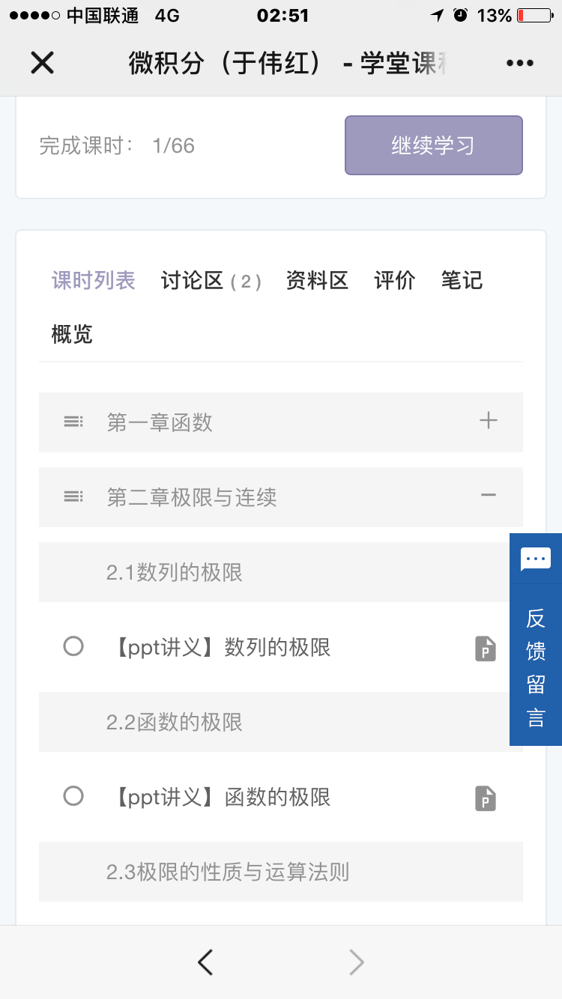 中国联通 4G 02:51 13%
微积分（于伟红） - 学堂课
完成课时： 1/66 继续学习
课时列表 讨论区 ( 2 ) 资料区 评价 笔记
概览
第一章函数
第二章极限与连续
2.1数列的极限
【ppt讲义】数列的极限
2.2函数的极限
【ppt讲义】函数的极限
2.3极限的性质与运算法则
反馈留言